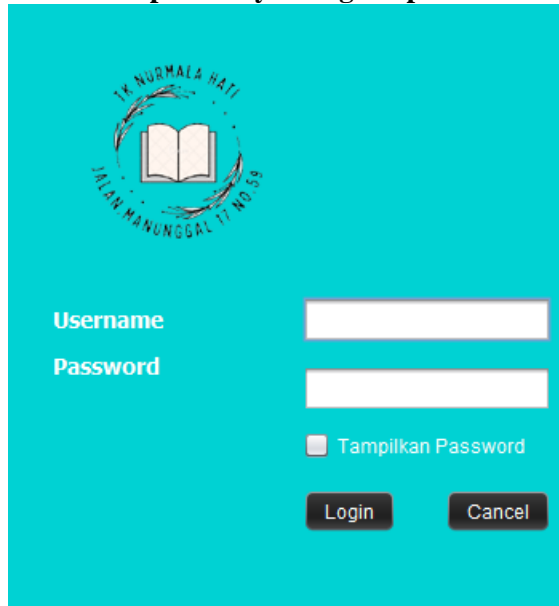 TK NURMALA HATI
JALAN.MANUNGGAL 17 NO.59
Username
Password
Tampilkan Password
Login Cancel